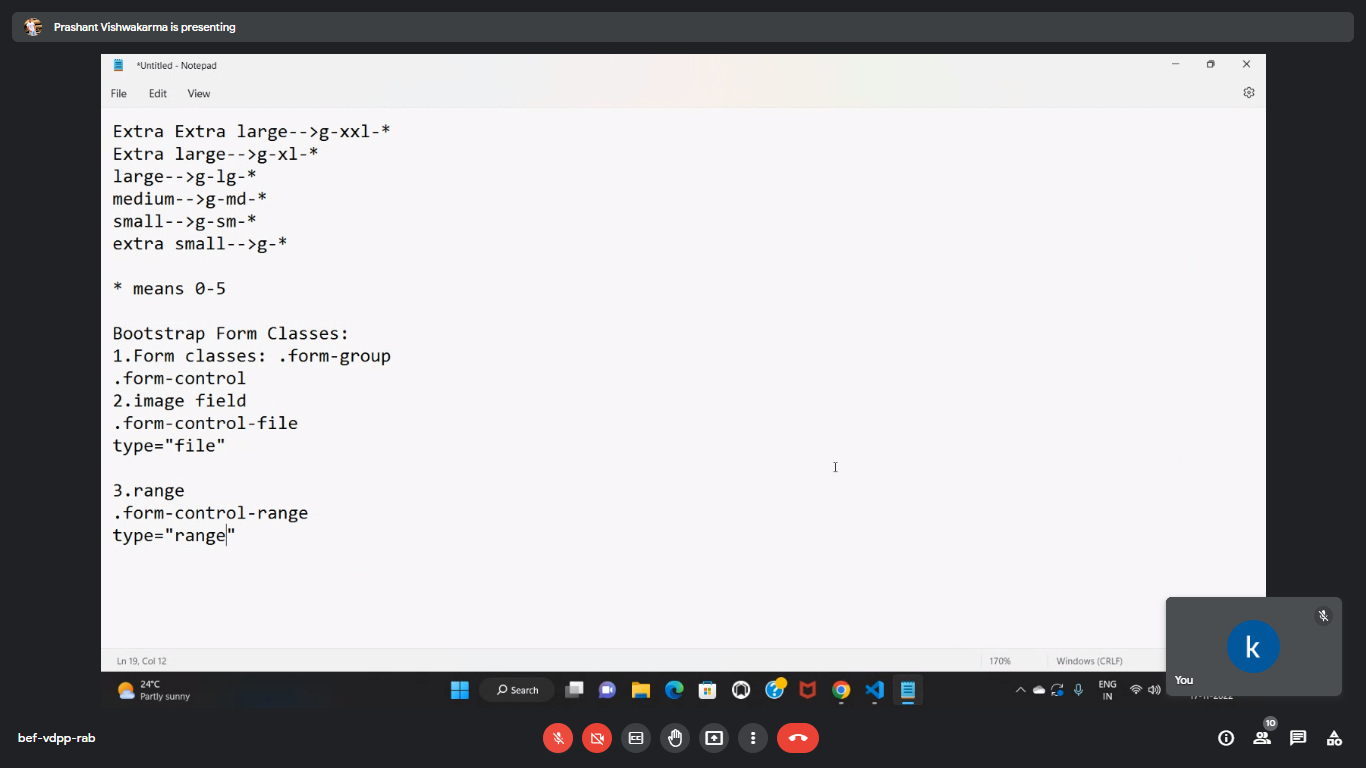 Prashant Vishwakarma is presenting
*Untitled - Notepad
File Edit View
Extra Extra large-->g-xxl-*
Extra large-->g-xl-*
large-->g-lg-*
medium-->g-md-*
small-->g-sm-*
extra small-->g-*
* means 0-5
Bootstrap Form Classes:
1.Form classes: .form-group
.form-control
2.image field
.form-control-file
type="file"
3.range
.form-control-range
type="range"
Ln 19, Col 12
170%
Windows (CRLF)
k
You
24°C
Partly sunny
Search
ENG
IN
bef-vdpp-rab
10